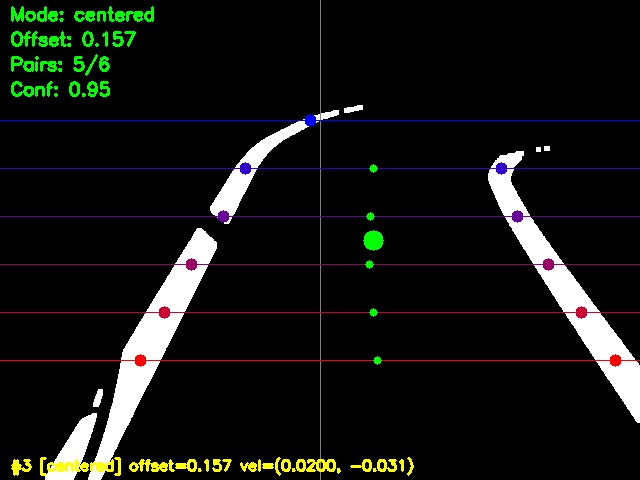 Mode: centered
Offset: 0.157
Pairs: 5/6
Conf: 0.95
#3 [centered] offset=0.157 vel=(0.0200, -0.031)